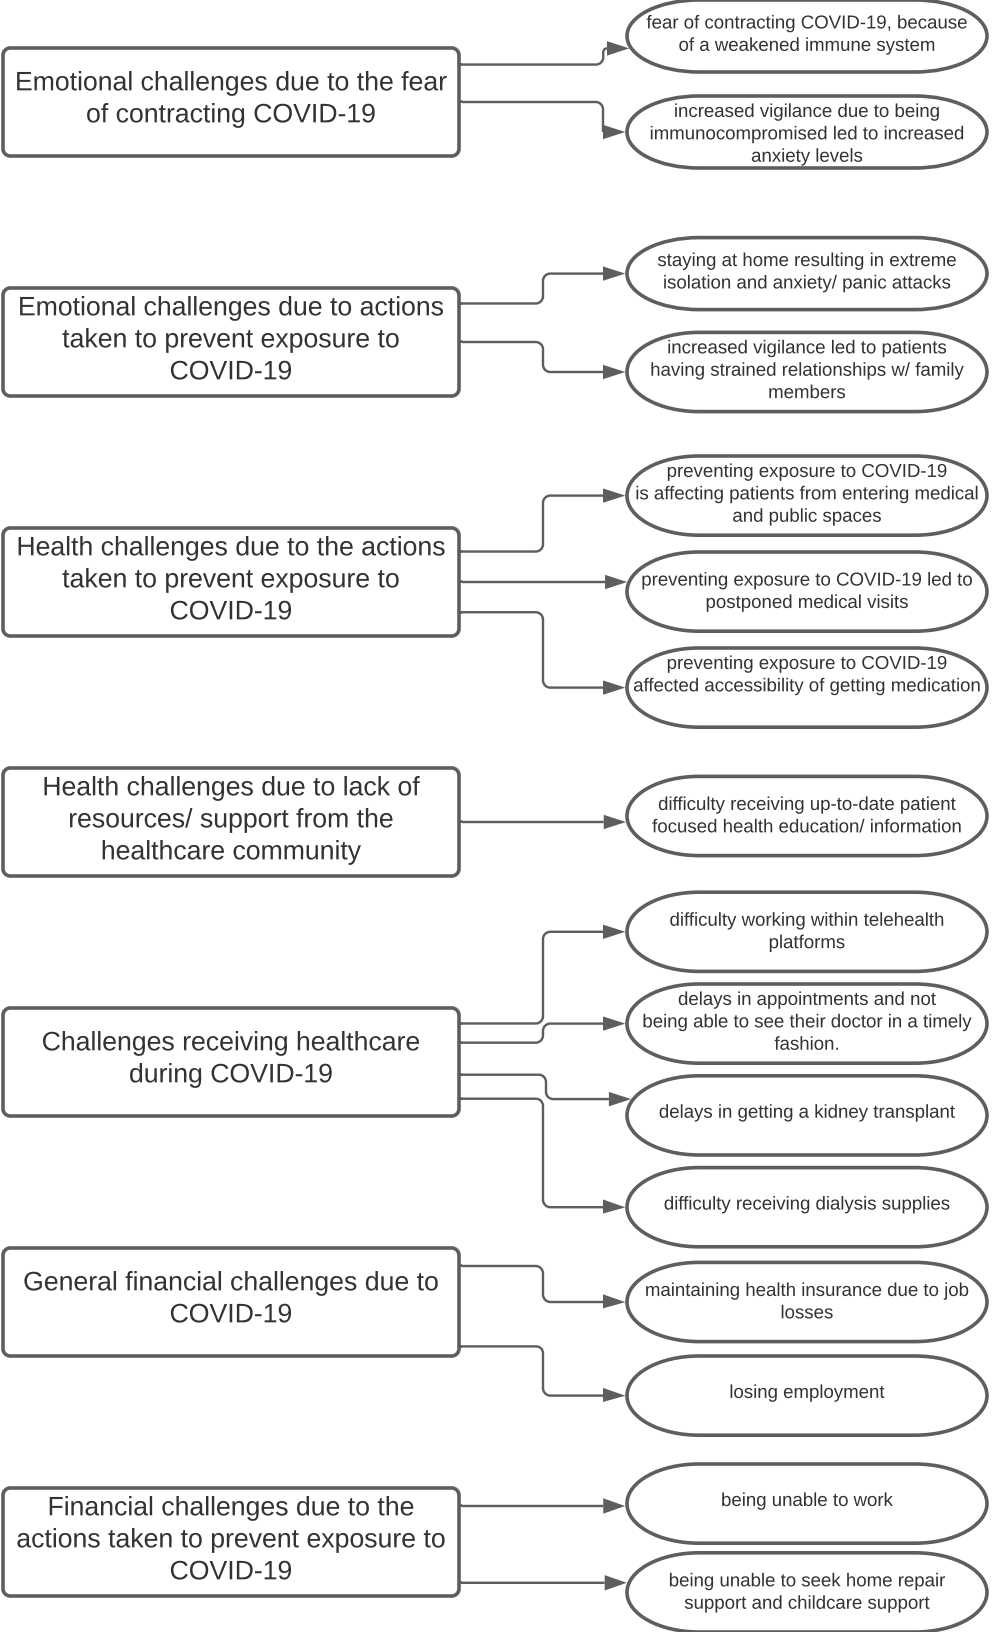 Emotional challenges due to the fear
of contracting COVID-19
fear of contracting COVID-19, because
of a weakened immune system
increased vigilance due to being
immunocompromised led to increased
anxiety levels
Emotional challenges due to actions
taken to prevent exposure to
COVID-19
staying at home resulting in extreme
isolation and anxiety/ panic attacks
increased vigilance led to patients
having strained relationships w/ family
members
Health challenges due to the actions
taken to prevent exposure to
COVID-19
preventing exposure to COVID-19
is affecting patients from entering medical
and public spaces
preventing exposure to COVID-19 led to
postponed medical visits
preventing exposure to COVID-19
affected accessibility of getting medication
Health challenges due to lack of
resources/ support from the
healthcare community
difficulty receiving up-to-date patient
focused health education/ information
Challenges receiving healthcare
during COVID-19
difficulty working within telehealth
platforms
delays in appointments and not
being able to see their doctor in a timely
fashion.
delays in getting a kidney transplant
difficulty receiving dialysis supplies
General financial challenges due to
COVID-19
maintaining health insurance due to job
losses
losing employment
Financial challenges due to the
actions taken to prevent exposure to
COVID-19
being unable to work
being unable to seek home repair
support and childcare support